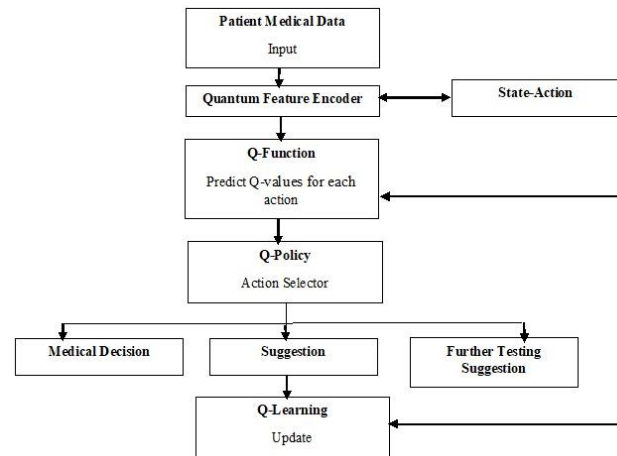 Patient Medical Data
Input
Quantum Feature Encoder
State-Action
Q-Function
Predict Q-values for each
action
Q-Policy
Action Selector
Medical Decision
Suggestion
Further Testing
Suggestion
Q-Learning
Update